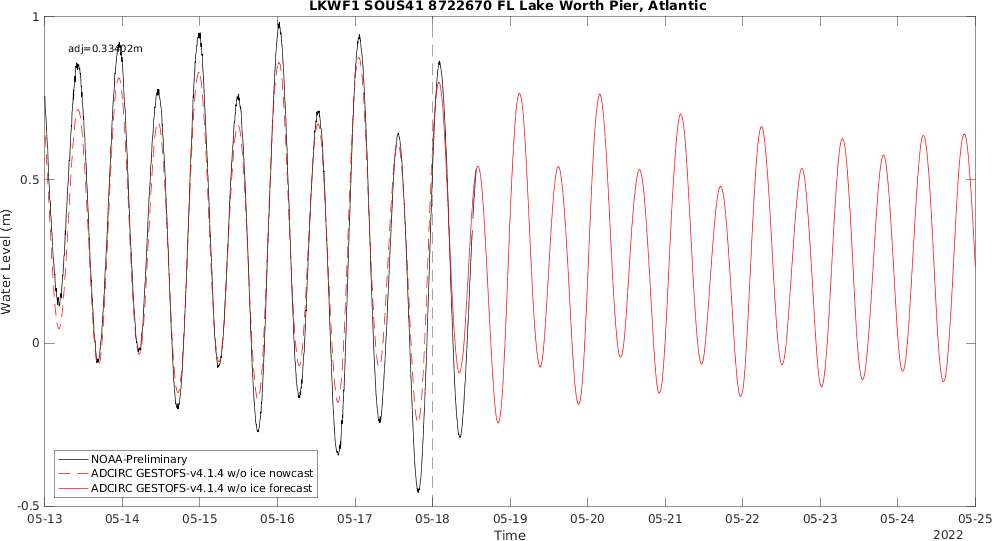 LKWF1 SOUS41 8722670 FL Lake Worth Pier, Atlantic
1
adj=0.33402m
0.5
Water Level (m)
0
NOAA-Preliminary
ADCIRC GESTOFS-v4.1.4 w/o ice nowcast
ADCIRC GESTOFS-v4.1.4 w/o ice forecast
-0.5
05-13 05-14 05-15 05-16 05-17 05-18 05-19 05-20 05-21 05-22 05-23 05-24 05-25
Time
2022